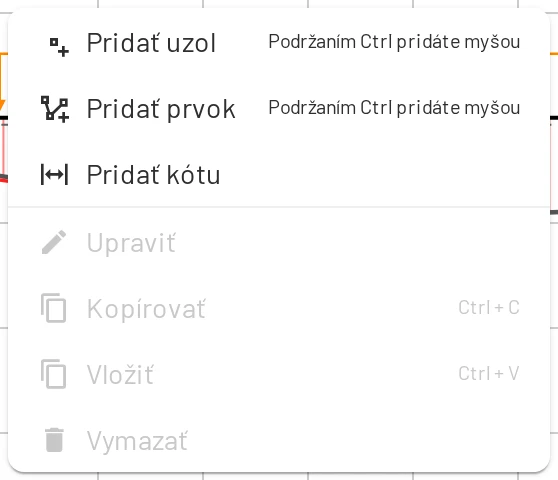 Pridať uzol Podržaním Ctrl pridáte myšou
Pridať prvok Podržaním Ctrl pridáte myšou
Pridať kótu
Upraviť
Kopírovať Ctrl + C
Vložiť Ctrl + V
Vymazať